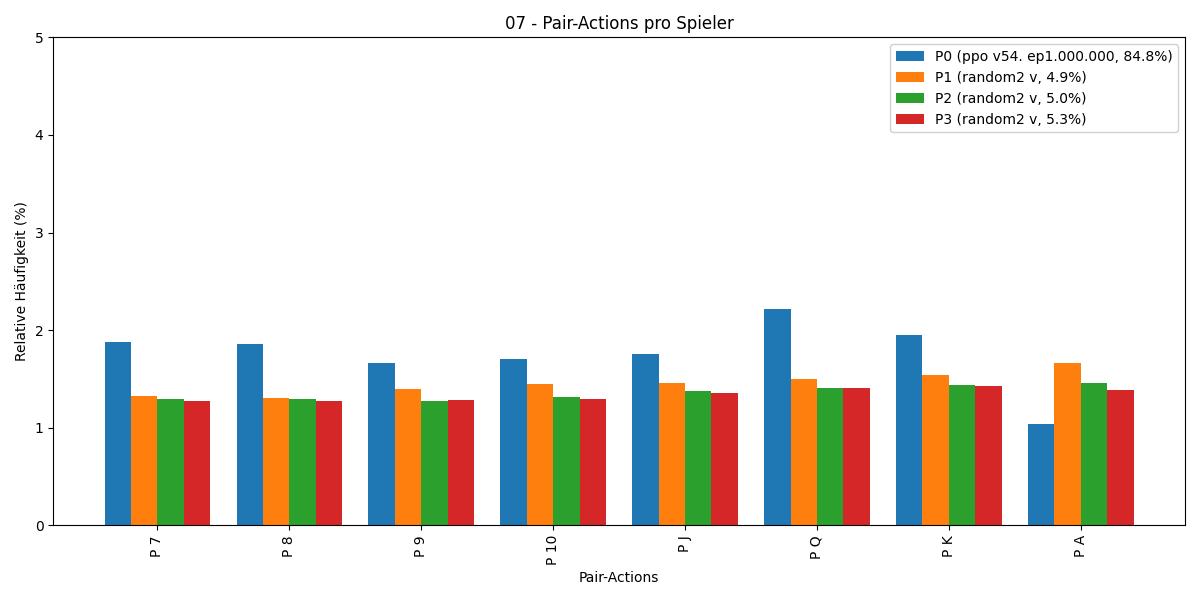 07 - Pair-Actions pro Spieler
P0 (ppo v54. ep1.000.000, 84.8%)
P1 (random2 v, 4.9%)
P2 (random2 v, 5.0%)
P3 (random2 v, 5.3%)
Relative Häufigkeit (%)
5
4
3
2
1
0
P 7
P 8
P 9
P 10
P J
P Q
P K
P A
Pair-Actions